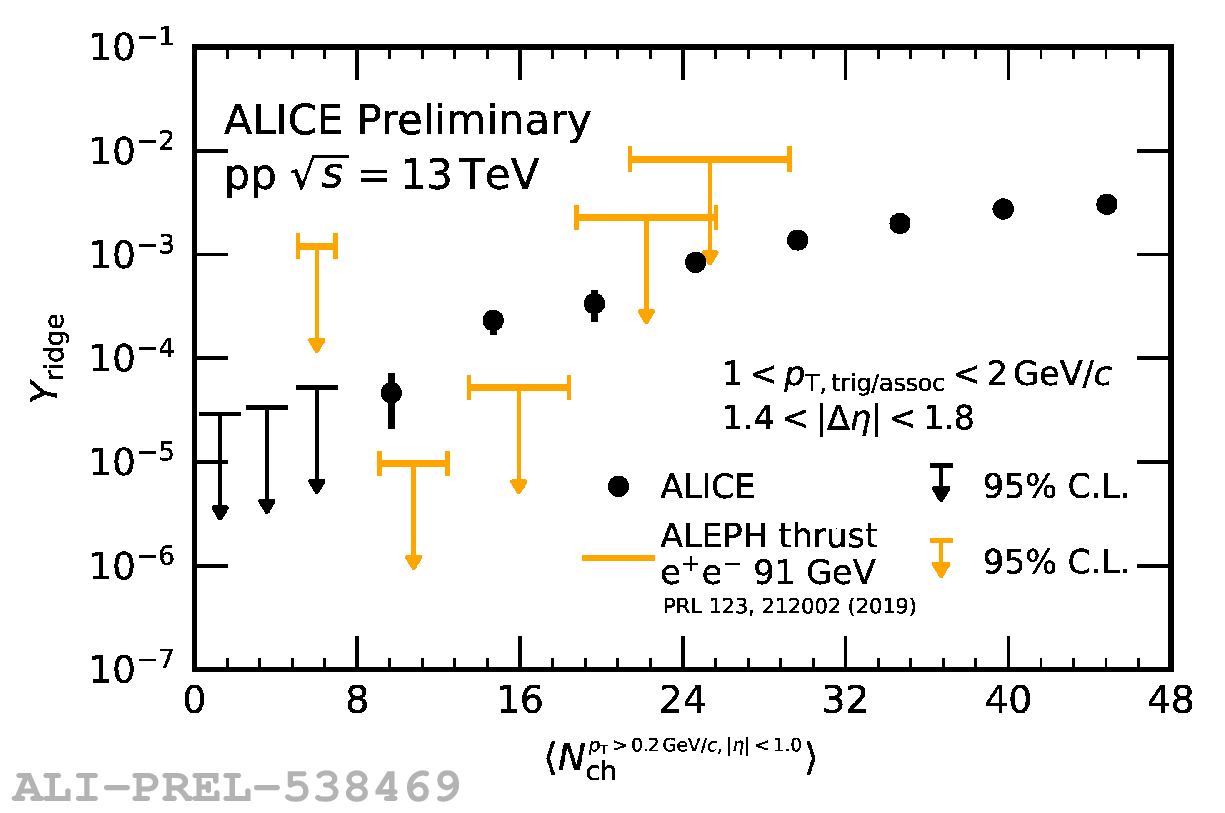 10⁻¹
10⁻²
10⁻³
10⁻⁴
10⁻⁵
10⁻⁶
10⁻⁷
Y_ridge
ALICE Preliminary
pp √s = 13 TeV
1 < p_T, trig/assoc < 2 GeV/c
1.4 < |Δη| < 1.8
ALICE 95% C.L.
ALEPH thrust
e⁺e⁻ 91 GeV 95% C.L.
PRL 123, 212002 (2019)
0 8 16 24 32 40 48
⟨N_ch^{p_T > 0.2 GeV/c, |η| < 1.0}⟩
ALI-PREL-538469